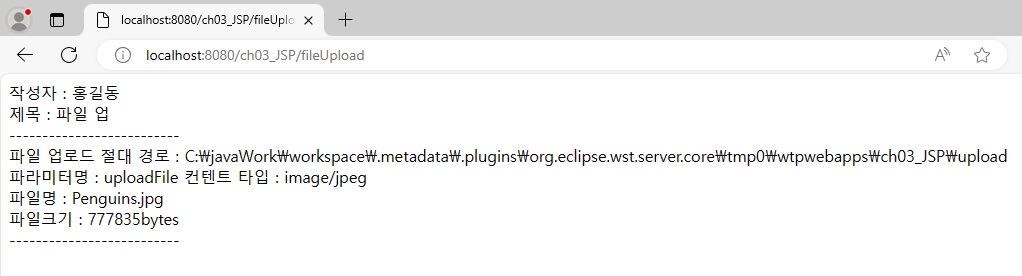 localhost:8080/ch03_JSP/fileUplo
localhost:8080/ch03_JSP/fileUpload
작성자 : 홍길동
제목 : 파일 업
--------------------------
파일 업로드 절대 경로 : C:₩javaWork₩workspace₩.metadata₩.plugins₩org.eclipse.wst.server.core₩tmp0₩wtpwebapps₩ch03_JSP₩upload
파라미터명 : uploadFile 컨텐트 타입 : image/jpeg
파일명 : Penguins.jpg
파일크기 : 777835bytes
--------------------------